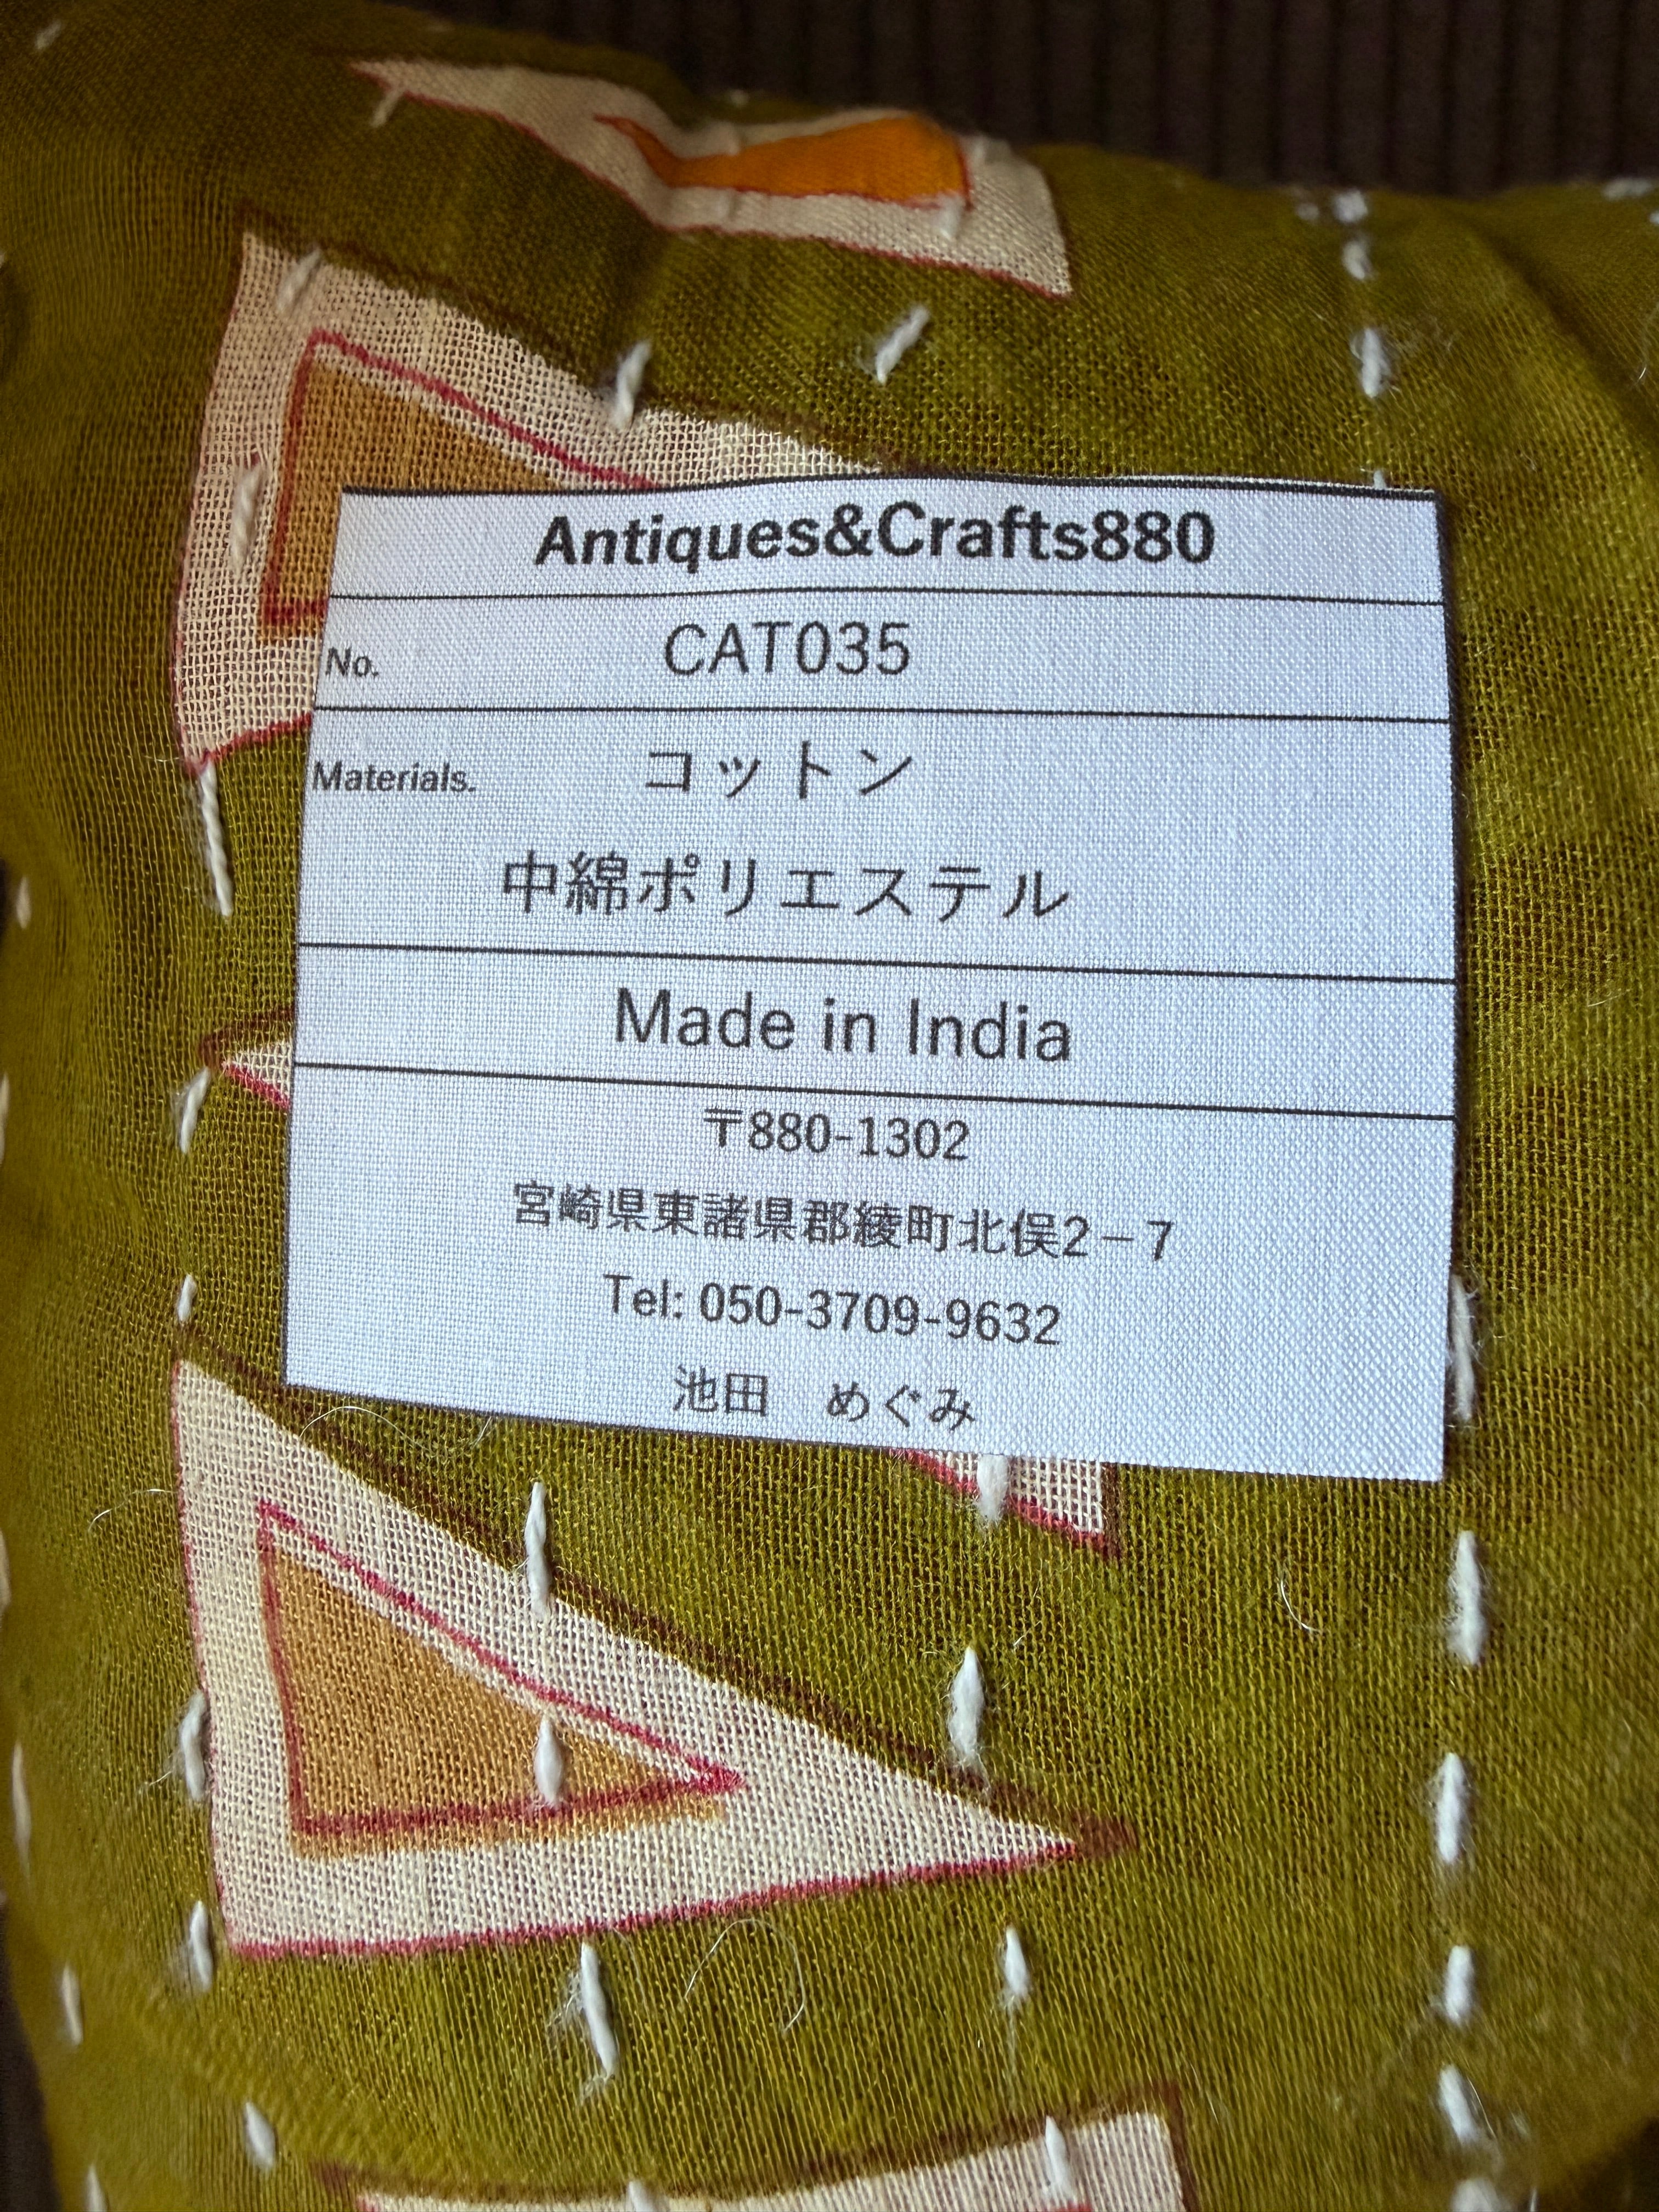 Antiques&Crafts880
No. CAT035
Materials. コットン
中綿ポリエステル
Made in India
〒880-1302
宮崎県東諸県郡綾町北俣2-7
Tel: 050-3709-9632
池田　めぐみ